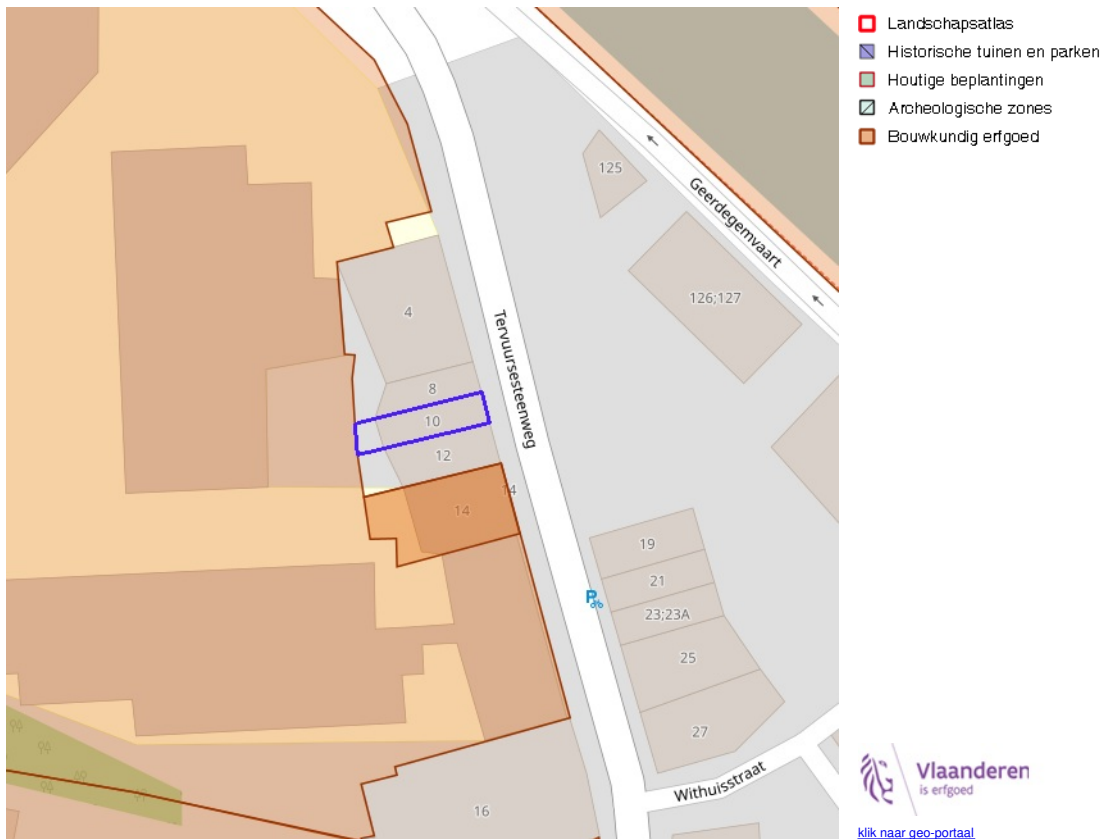 Landschapsatlas
Historische tuinen en parken
Houtige beplantingen
Archeologische zones
Bouwkundig erfgoed
125
Geerdegemvaart
126;127
4
Tervuursesteenweg
8
10
12
14
14
19
21
P
23;23A
25
27
Withuisstraat
16
Vlaanderen
is erfgoed
klik naar geo-portaal